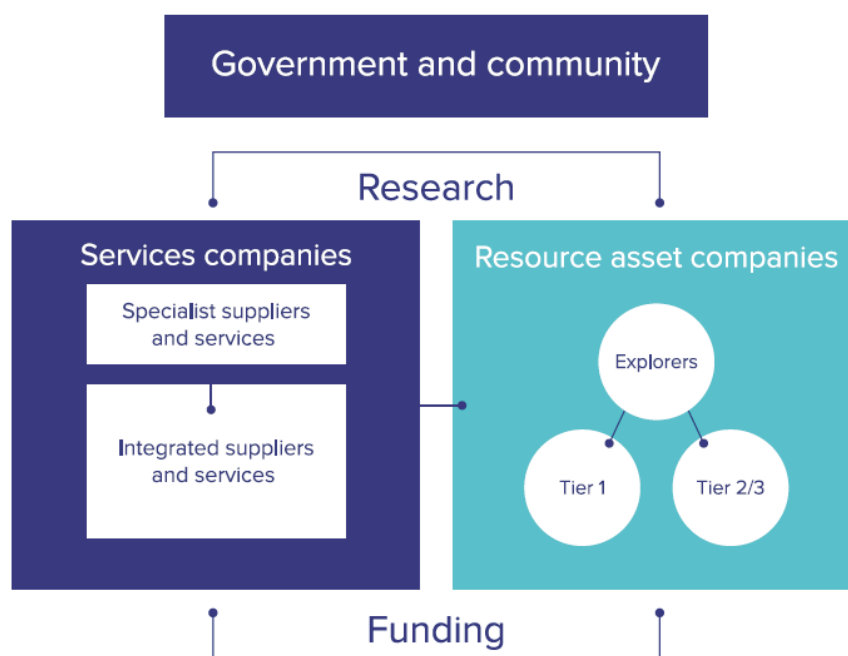 Government and community
Research
Services companies
Specialist suppliers
and services
Integrated suppliers
and services
Resource asset companies
Explorers
Tier 1
Tier 2/3
Funding